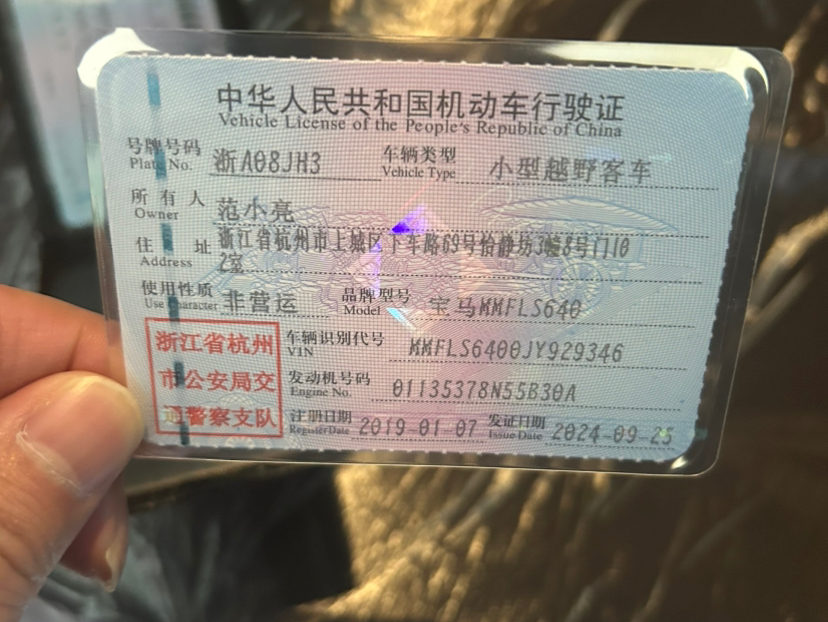 中华人民共和国机动车行驶证
Vehicle License of the People's Republic of China
号牌号码 浙A08JH3 车辆类型 小型越野客车
Plate No. Vehicle Type
所有人 范小亮
Owner
住址 浙江省杭州市上城区下车路69号怡静坊3幢8号门10
Address 2室
使用性质 非营运 品牌型号 宝马MMFLS640
Use Character Model
浙江省杭州 车辆识别代号 MMFLS6400JY929346
VIN
市公安局交 发动机号码 01135378N55B30A
Engine No.
通警察支队 注册日期 2019-01-07 发证日期 2024-09-25
Register Date Issue Date